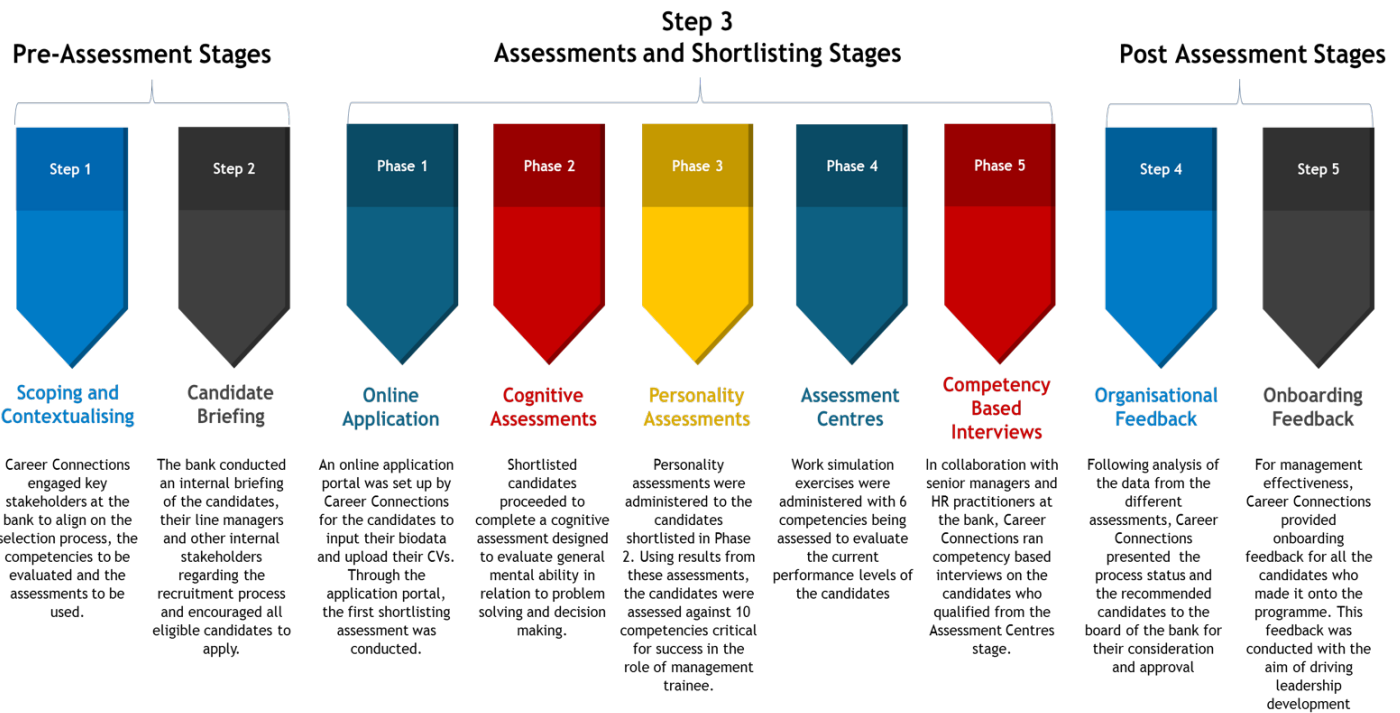 Pre-Assessment Stages
Step 3
Assessments and Shortlisting Stages
Post Assessment Stages
Step 1
Scoping and
Contextualising
Career Connections
engaged key
stakeholders at the
bank to align on the
selection process, the
competencies to be
evaluated and the
assessments to be
used.
Step 2
Candidate
Briefing
The bank conducted
an internal briefing
of the candidates,
their line managers
and other internal
stakeholders
regarding the
recruitment process
and encouraged all
eligible candidates to
apply.
Phase 1
Online
Application
An online application
portal was set up by
Career Connections
for the candidates to
input their biodata
and upload their CVs.
Through the
application portal,
the first shortlisting
assessment was
conducted.
Phase 2
Cognitive
Assessments
Shortlisted
candidates
proceeded to
complete a cognitive
assessment designed
to evaluate general
mental ability in
relation to problem
solving and decision
making.
Phase 3
Personality
Assessments
Personality
assessments were
administered to the
candidates
shortlisted in Phase
2. Using results from
these assessments,
the candidates were
assessed against 10
competencies critical
for success in the
role of management
trainee.
Phase 4
Assessment
Centres
Work simulation
exercises were
administered with 6
competencies being
assessed to evaluate
the current
performance levels of
the candidates
Phase 5
Competency
Based
Interviews
In collaboration with
senior managers and
HR practitioners at
the bank, Career
Connections ran
competency based
interviews on the
candidates who
qualified from the
Assessment Centres
stage.
Step 4
Organisational
Feedback
Following analysis of
the data from the
different
assessments, Career
Connections
presented the
process status and
the recommended
candidates to the
board of the bank for
their consideration
and approval
Step 5
Onboarding
Feedback
For management
effectiveness,
Career Connections
provided
onboarding
feedback for all the
candidates who
made it onto the
programme. This
feedback was
conducted with the
aim of driving
leadership
development